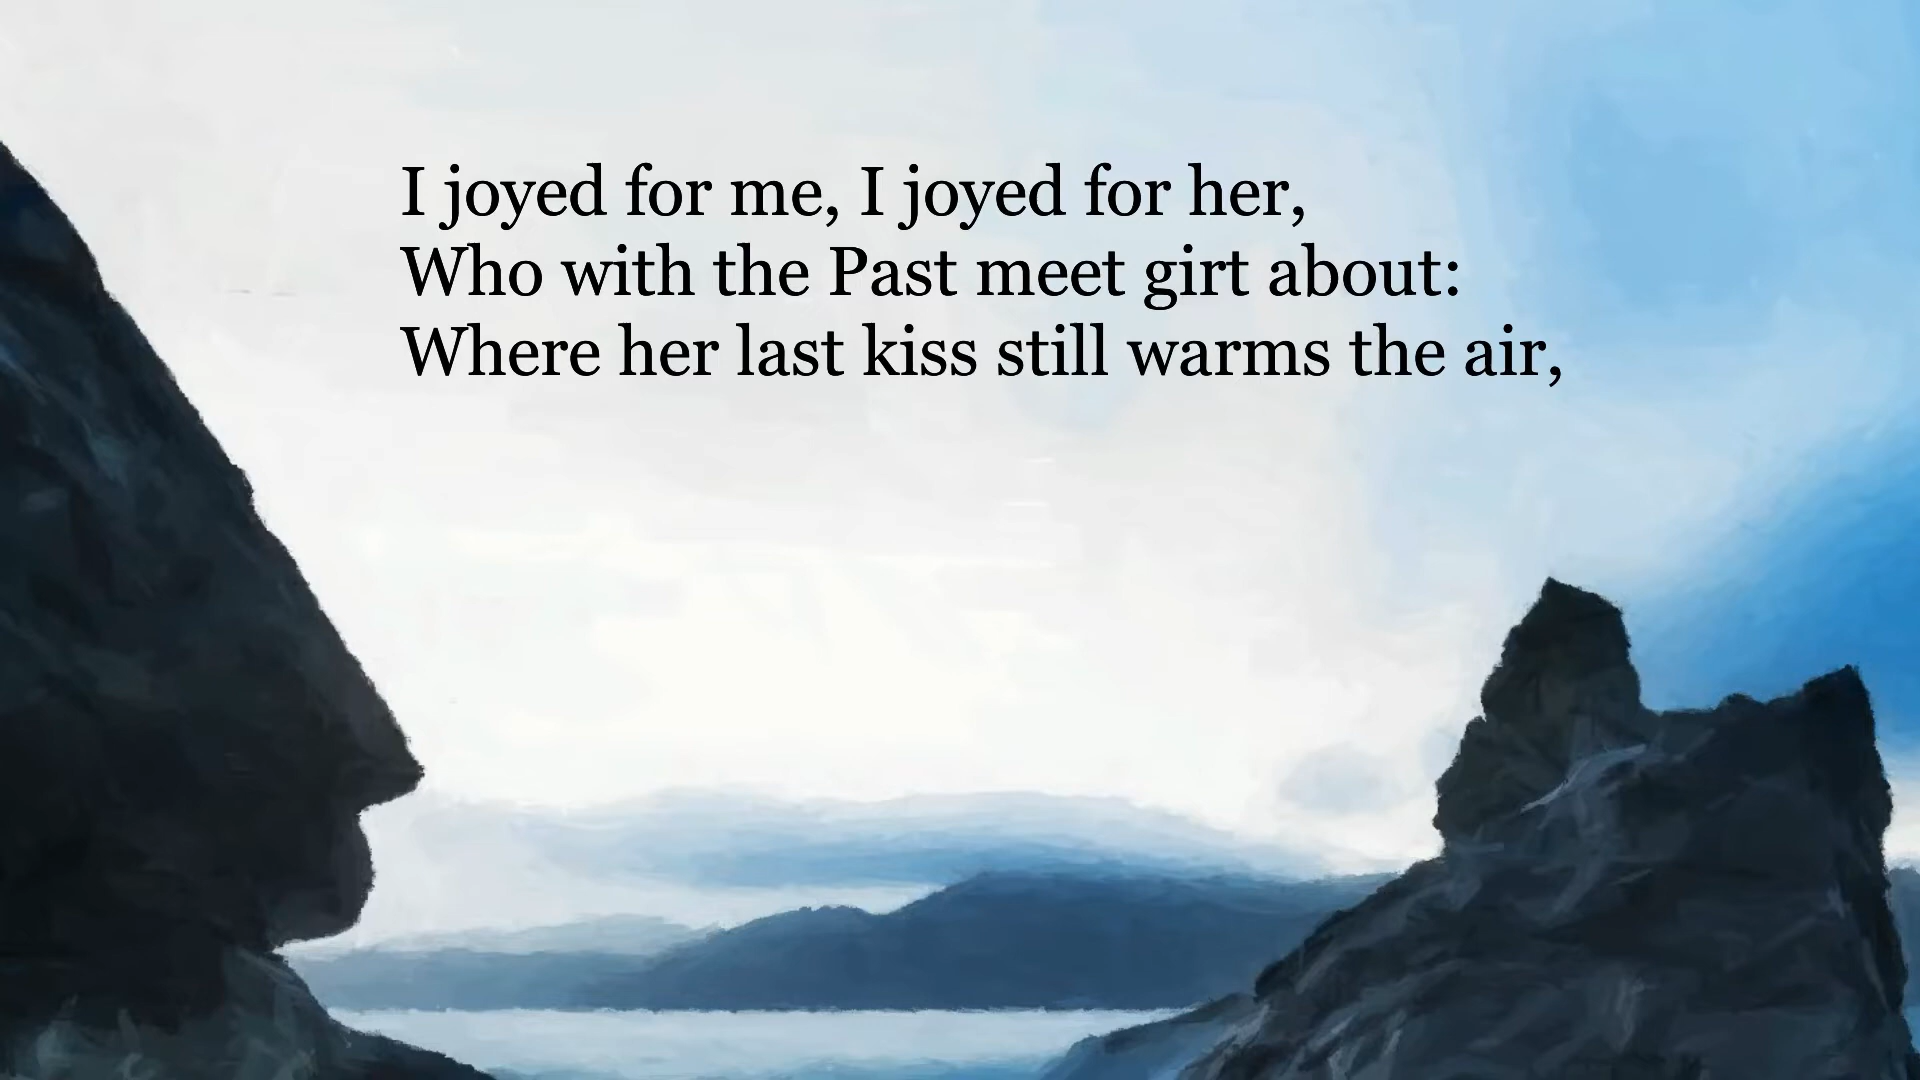 I joyed for me, I joyed for her,
Who with the Past meet girt about:
Where her last kiss still warms the air,